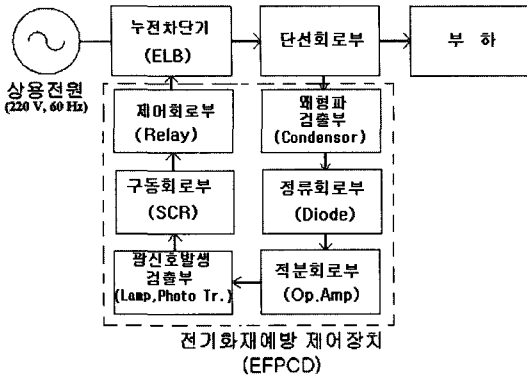 누전차단기
(ELB)
단선회로부
부 하
상용전원
(220 V, 60 Hz)
제어회로부
(Relay)
왜형파
검출부
(Condensor)
구동회로부
(SCR)
정류회로부
(Diode)
광신호발생
검출부
(Lamp,Photo Tr.)
적분회로부
(Op.Amp)
전기화재예방 제어장치
(EFPCD)